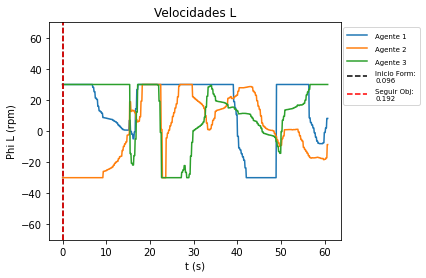 Velocidades L
Phi L (rpm)
60
40
20
0
−20
−40
−60
0
10
20
30
40
50
60
t (s)
Agente 1
Agente 2
Agente 3
Inicio Form:
0.096
Seguir Obj:
0.192